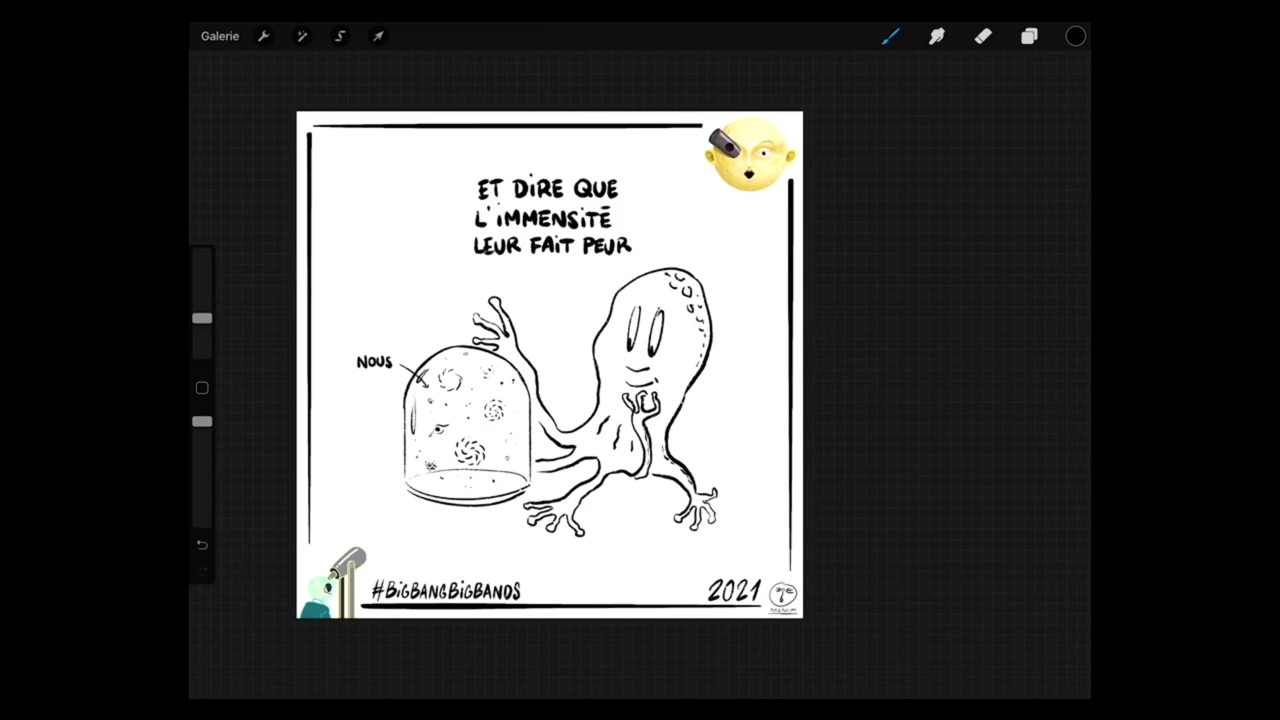 Galerie
ET DiRE QUE
L'iMMENSiTÉ
LEUR FAiT PEUR
NOUS
#BiGBANGBiGBANDS
2021